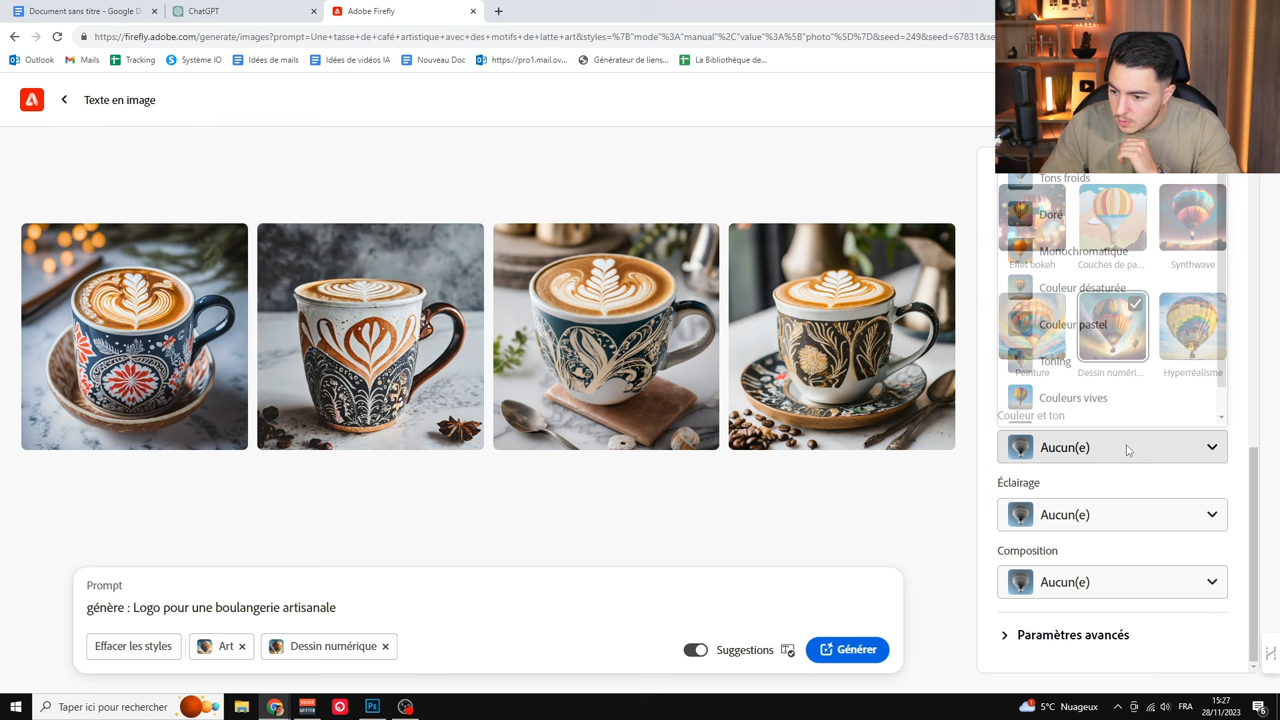 Document sans titre - Google D
ChatGPT
Adobe Firefly
https://firefly.adobe.com/generate/images?prompt=Une+tasse+de+café+artistique+avec+des+motifs+de+latte+art&styles=%7B"mode"%3A"manual"%2C"value"%3A%5B"photo"%5D%7D&seed=249&seed=67831&se
Outlook
Mails
Tracking
Système IO
Idées de mails
Idées de vidéos IA
Nouveau Doc
https://pro1.mail.ov...
Générateur de liens...
La Bibliothèque de...
Texte en image
Tons froids
Doré
Monochromatique
Effet bokeh
Couches de pa...
Synthwave
Couleur désaturée
Couleur pastel
Toning
Peinture
Dessin numéri...
Hyperréalisme
Couleurs vives
Couleur et ton
Aucun(e)
Éclairage
Aucun(e)
Composition
Aucun(e)
Paramètres avancés
Prompt
génère : Logo pour une boulangerie artisanale
Effacer les styles
Art
Dessin numérique
Suggestions
Générer
Taper ici pour rechercher
Ps
5°C Nuageux
FRA
15:27
28/11/2023
6